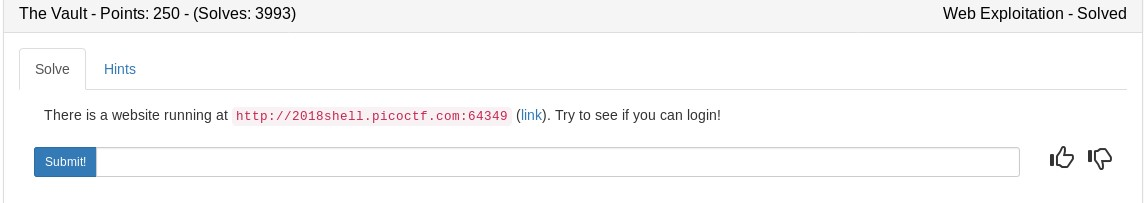 The Vault - Points: 250 - (Solves: 3993) Web Exploitation - Solved
Solve Hints
There is a website running at http://2018shell.picoctf.com:64349 (link). Try to see if you can login!
Submit!